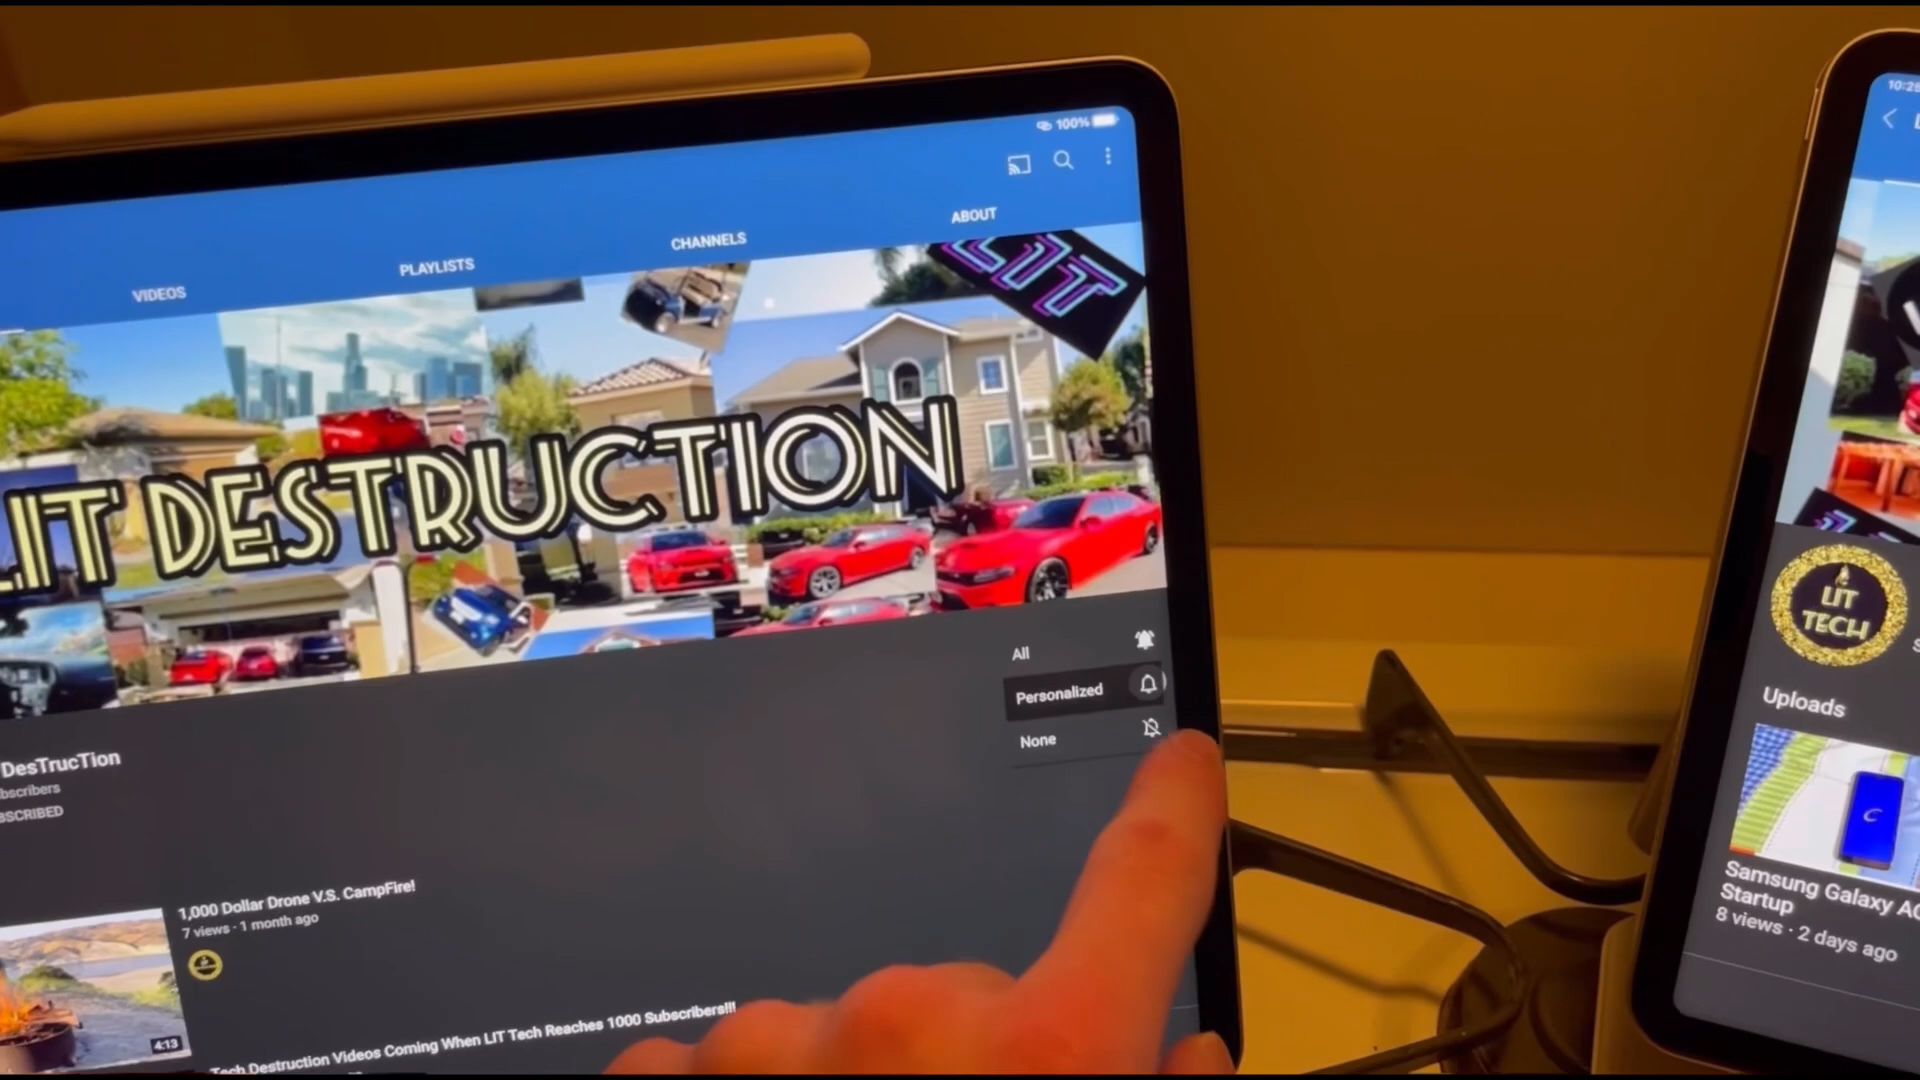 100%
ABOUT
CHANNELS
PLAYLISTS
VIDEOS
LIT
LIT DESTRUCTION
All
Personalized
None
DesTrucTion
1,000 Dollar Drone V.S. CampFire!
7 views · 1 month ago
4:13
Tech Destruction Videos Coming When LIT Tech Reaches 1000 Subscribers!!!
LIT
TECH
Uploads
Samsung Galaxy
Startup
8 views · 2 days ago